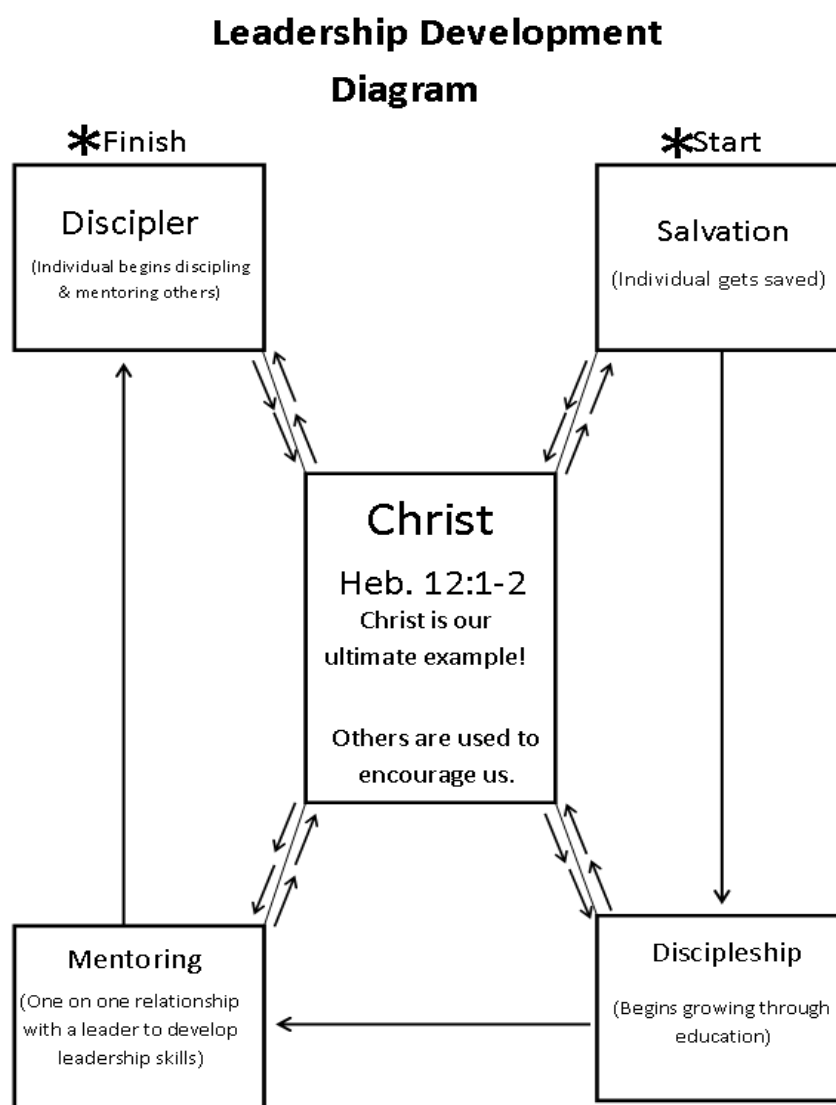 Leadership Development
Diagram
*Finish
*Start
Discipler
(Individual begins discipling
& mentoring others)
Salvation
(Individual gets saved)
Christ
Heb. 12:1-2
Christ is our
ultimate example!
Others are used to
encourage us.
Mentoring
(One on one relationship
with a leader to develop
leadership skills)
Discipleship
(Begins growing through
education)